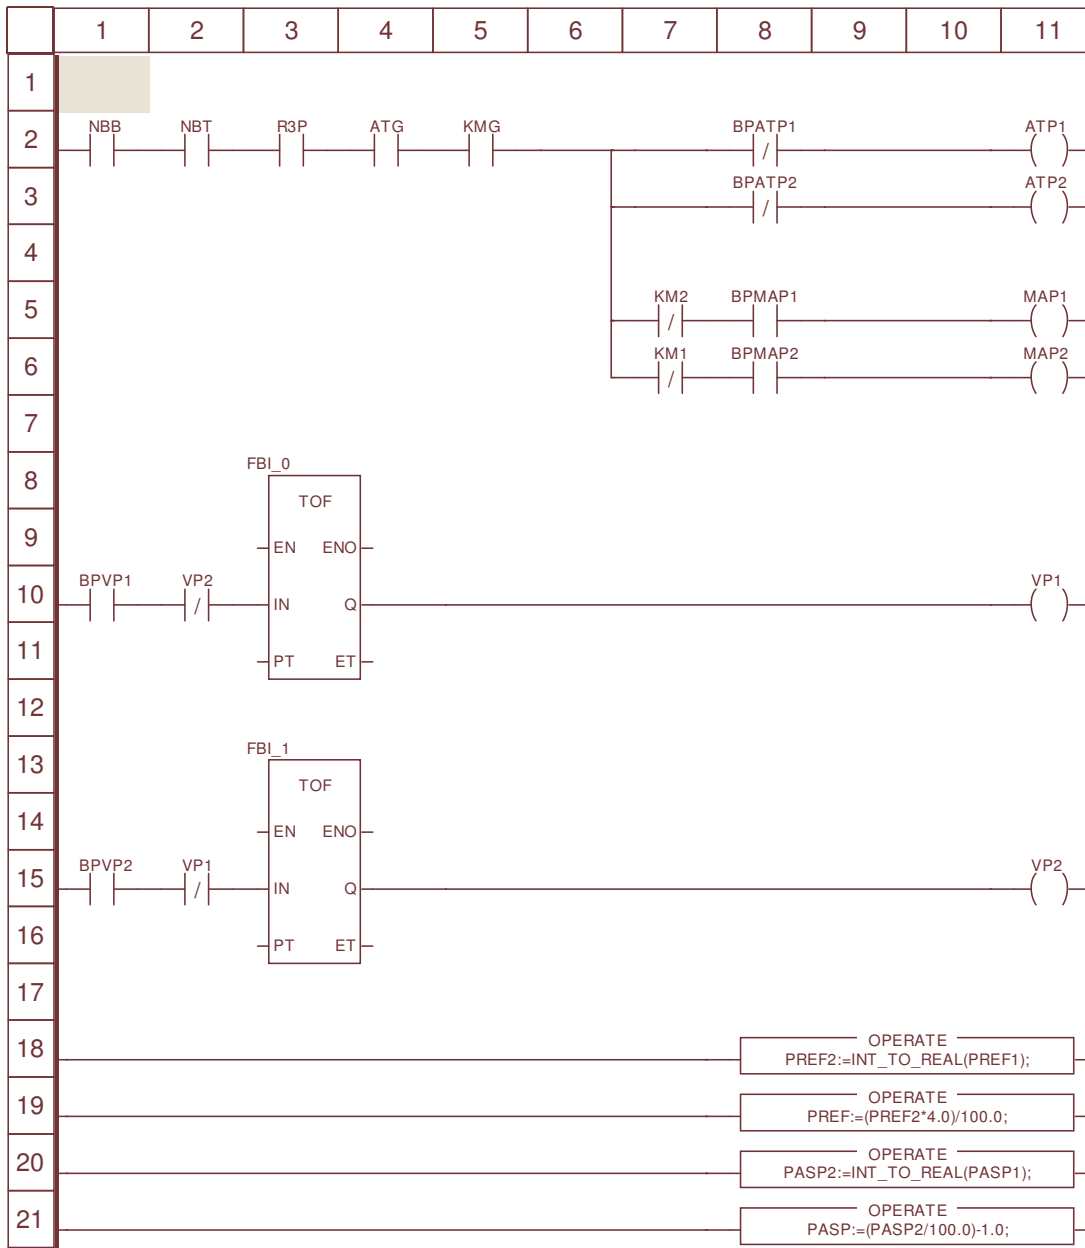 1 2 3 4 5 6 7 8 9 10 11
1
NBB NBT R3P ATG KMG BPATP1 ATP1
2
/
BPATP2 ATP2
3
/
4
KM2 BPMAP1 MAP1
5
/
KM1 BPMAP2 MAP2
6
/
7
FBI_0
8
TOF
9
EN ENO
BPVP1 VP2 VP1
10
/
IN Q
11
PT ET
12
FBI_1
13
TOF
14
EN ENO
BPVP2 VP1 VP2
15
/
IN Q
16
PT ET
17
18
OPERATE
PREF2:=INT_TO_REAL(PREF1);
19
OPERATE
PREF:=(PREF2*4.0)/100.0;
20
OPERATE
PASP2:=INT_TO_REAL(PASP1);
21
OPERATE
PASP:=(PASP2/100.0)-1.0;